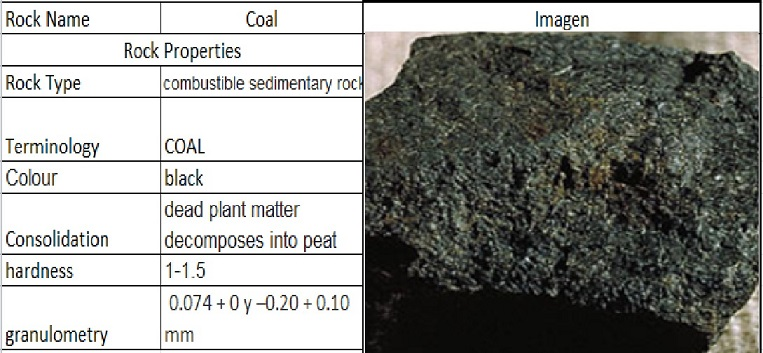 Rock Name Coal Imagen
Rock Properties
Rock Type combustible sedimentary rock
Terminology COAL
Colour black
dead plant matter
Consolidation decomposes into peat
hardness 1-1.5
0.074 + 0 y –0.20 + 0.10
granulometry mm